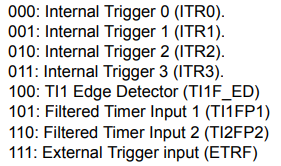 000: Internal Trigger 0 (ITR0).
001: Internal Trigger 1 (ITR1).
010: Internal Trigger 2 (ITR2).
011: Internal Trigger 3 (ITR3).
100: TI1 Edge Detector (TI1F_ED)
101: Filtered Timer Input 1 (TI1FP1)
110: Filtered Timer Input 2 (TI2FP2)
111: External Trigger input (ETRF)